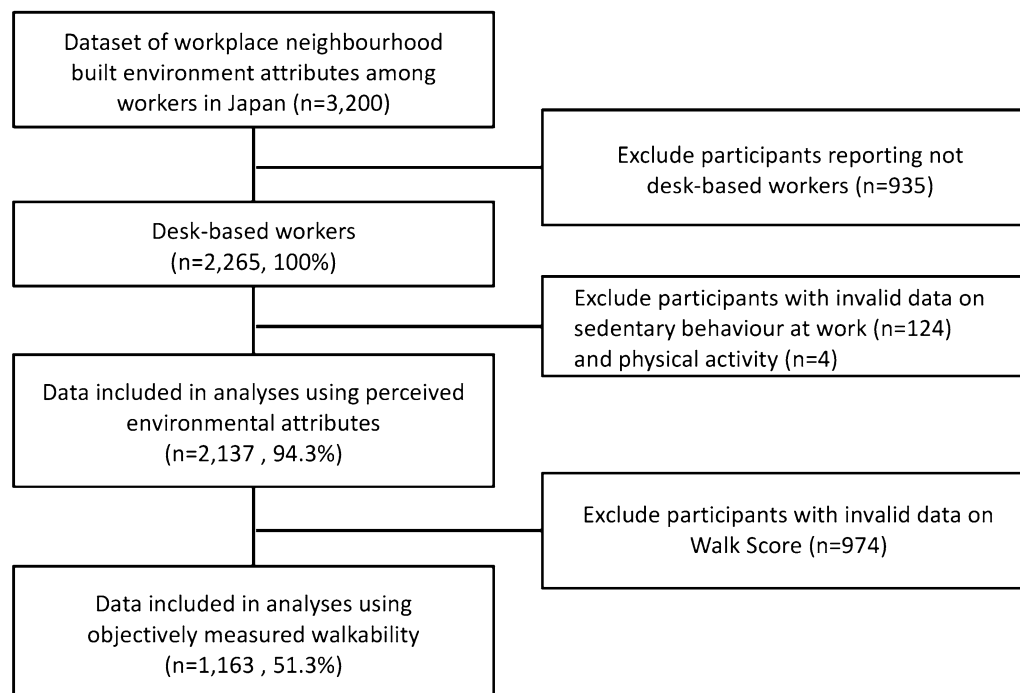 Dataset of workplace neighbourhood
built environment attributes among
workers in Japan (n=3,200)
Exclude participants reporting not
desk-based workers (n=935)
Desk-based workers
(n=2,265, 100%)
Exclude participants with invalid data on
sedentary behaviour at work (n=124)
and physical activity (n=4)
Data included in analyses using perceived
environmental attributes
(n=2,137 , 94.3%)
Exclude participants with invalid data on
Walk Score (n=974)
Data included in analyses using
objectively measured walkability
(n=1,163 , 51.3%)